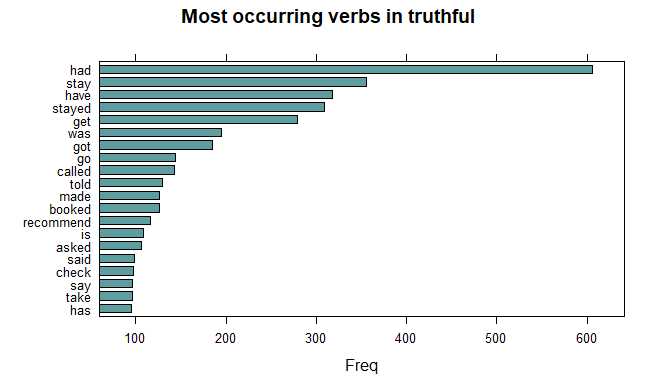 Most occurring verbs in truthful
had
stay
have
stayed
get
was
got
go
called
told
made
booked
recommend
is
asked
said
check
say
take
has
100 200 300 400 500 600
Freq